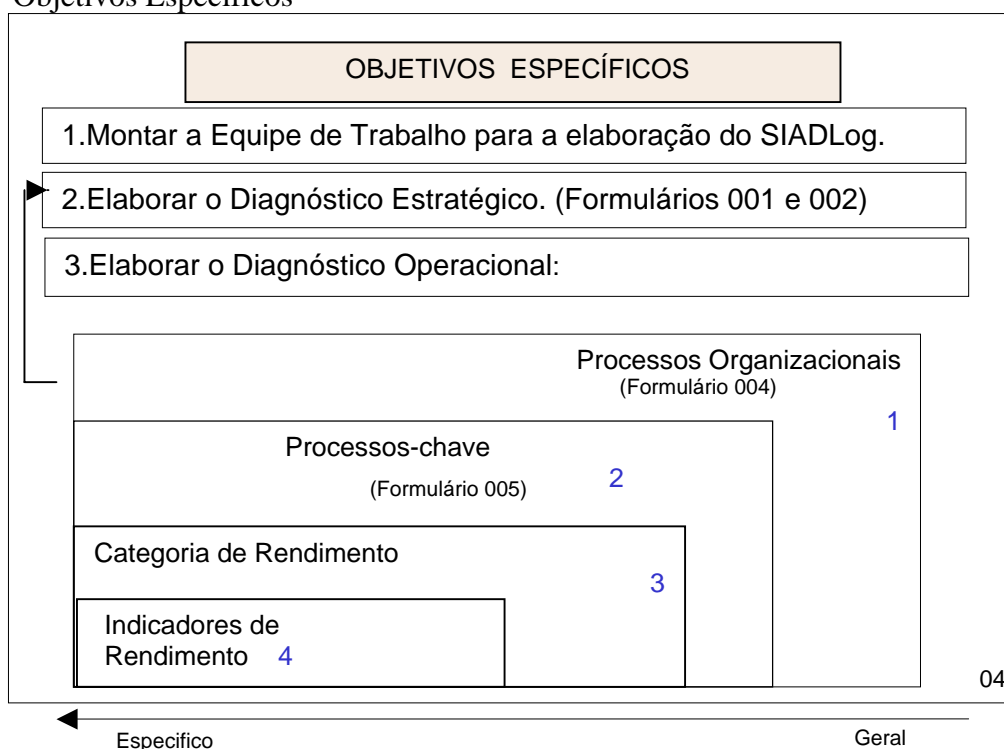 Objetivos Específicos
OBJETIVOS ESPECÍFICOS
1.Montar a Equipe de Trabalho para a elaboração do SIADLog.
2.Elaborar o Diagnóstico Estratégico. (Formulários 001 e 002)
3.Elaborar o Diagnóstico Operacional:
Processos Organizacionais
(Formulário 004)
1
Processos-chave
(Formulário 005)
2
Categoria de Rendimento
3
Indicadores de
Rendimento 4
04
Especifico
Geral